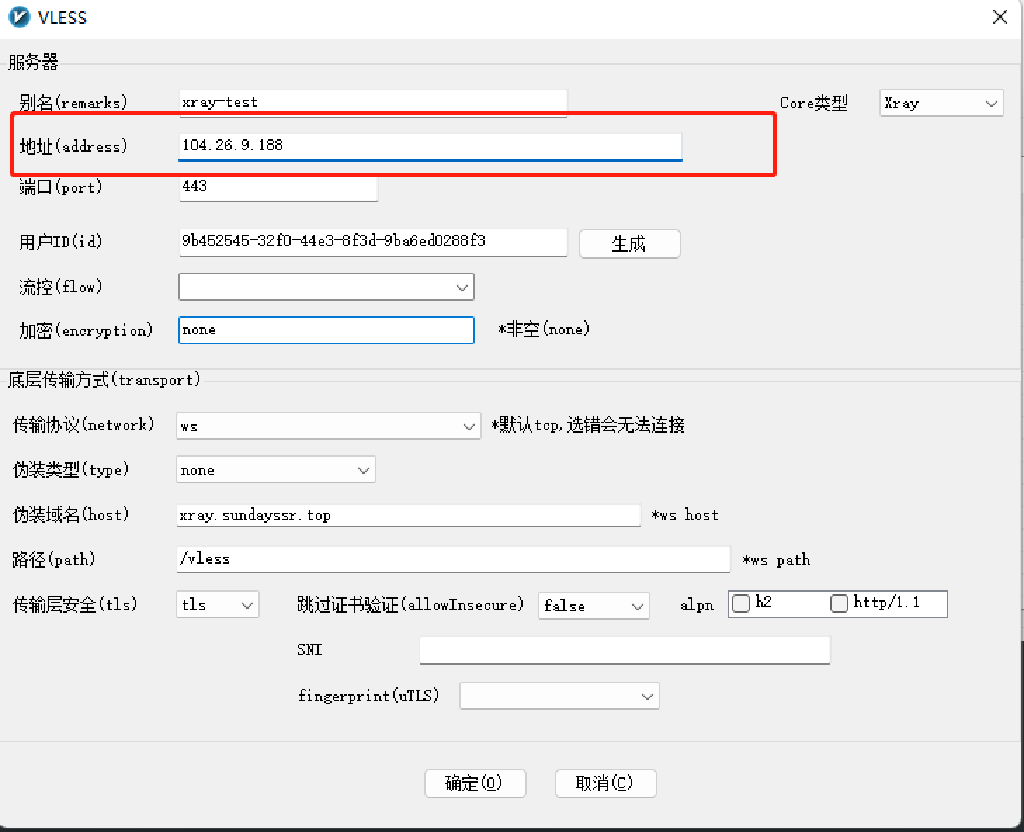 VLESS
服务器
别名(remarks) xray-test Core类型 Xray
地址(address) 104.26.9.188
端口(port) 443
用户ID(id) 9b452545-32f0-44e3-8f3d-9ba6ed0288f3 生成
流控(flow)
加密(encryption) none *非空(none)
底层传输方式(transport)
传输协议(network) ws *默认tcp,选错会无法连接
伪装类型(type) none
伪装域名(host) xray.sundayssr.top *ws host
路径(path) /vless *ws path
传输层安全(tls) tls 跳过证书验证(allowInsecure) false alpn h2 http/1.1
SNI
fingerprint(uTLS)
确定(O) 取消(C)